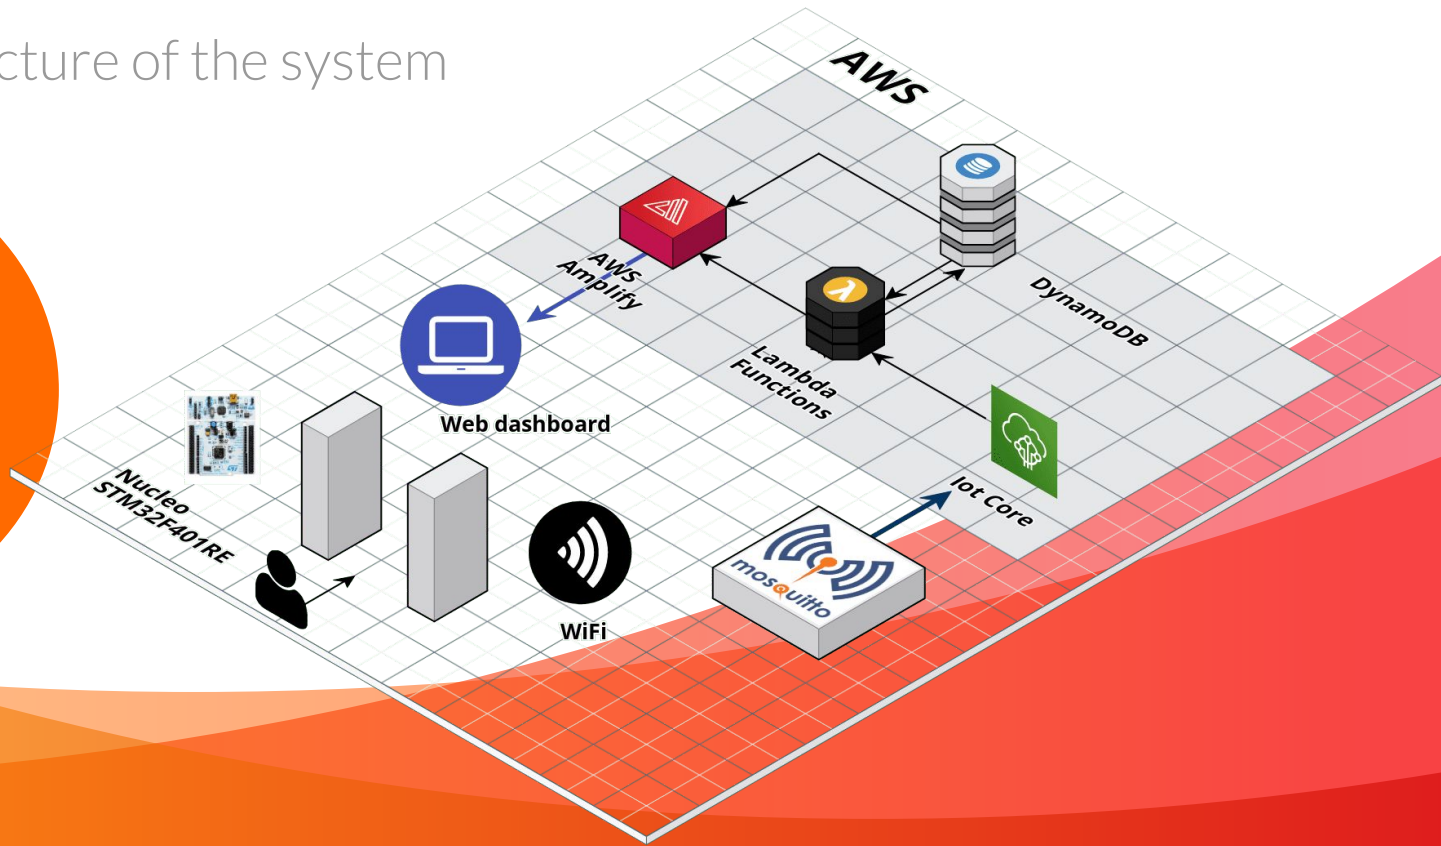 cture of the system
AWS
AWS
Amplify
DynamoDB
Lambda
Functions
Web dashboard
Iot Core
Nucleo
STM32F401RE
mosquitto
WiFi